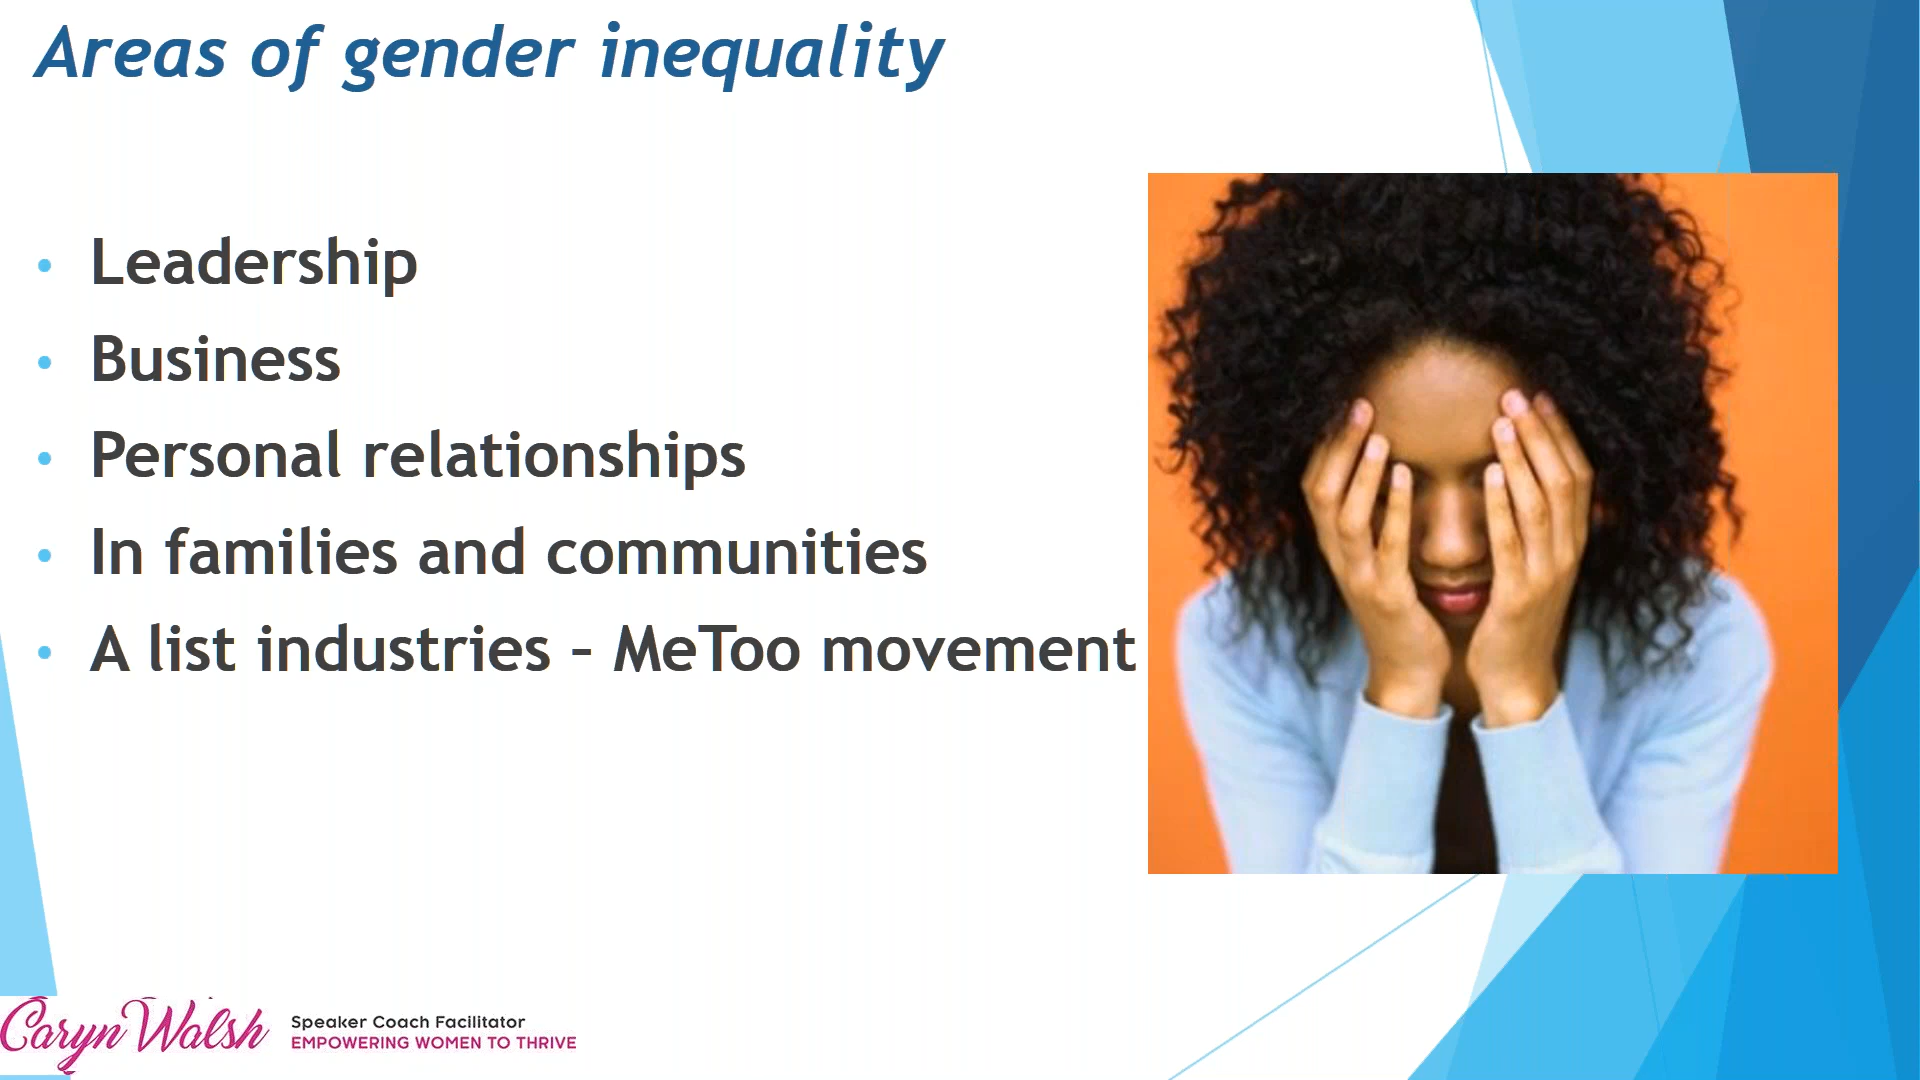 Areas of gender inequality
• Leadership
• Business
• Personal relationships
• In families and communities
• A list industries – MeToo movement
Caryn Walsh
Speaker Coach Facilitator
EMPOWERING WOMEN TO THRIVE